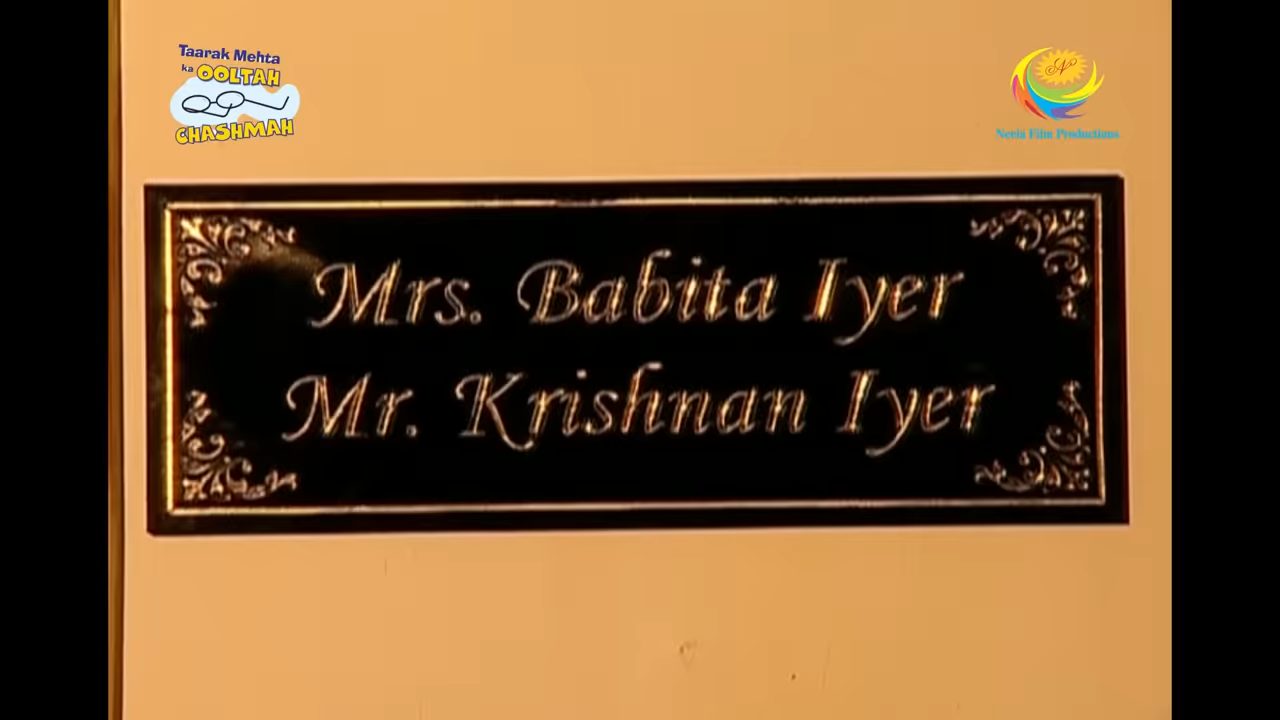 Taarak Mehta
ka OOLTAH
CHASHMAH
Neela Film Productions
Mrs. Babita Iyer
Mr. Krishnan Iyer